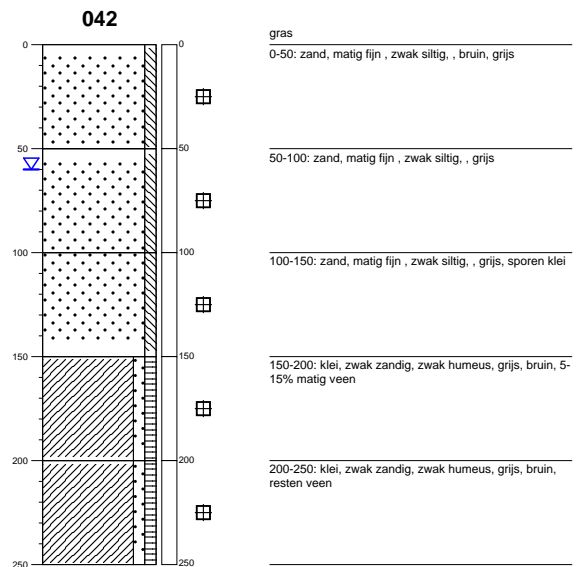 042
gras
0
0
0-50: zand, matig fijn , zwak siltig, , bruin, grijs
50
50
50-100: zand, matig fijn , zwak siltig, , grijs
100
100
100-150: zand, matig fijn , zwak siltig, , grijs, sporen klei
150
150
150-200: klei, zwak zandig, zwak humeus, grijs, bruin, 5-
15% matig veen
200
200
200-250: klei, zwak zandig, zwak humeus, grijs, bruin,
resten veen
250
250